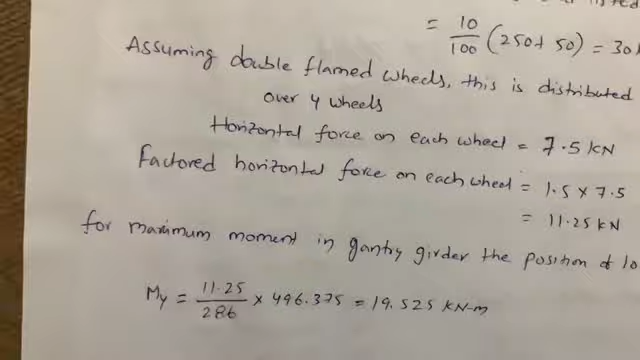 = 10/100 (250+ 50) = 30
Assuming double flamed wheels, this is distributed
over 4 wheels
Horizontal force on each wheel = 7.5 KN
Factored horizontal force on each wheel = 1.5 x 7.5
= 11.25 KN
for maximum moment in gantry girder the position of lo
My = 11.25/286 x 496.375 = 19.525 KN-m